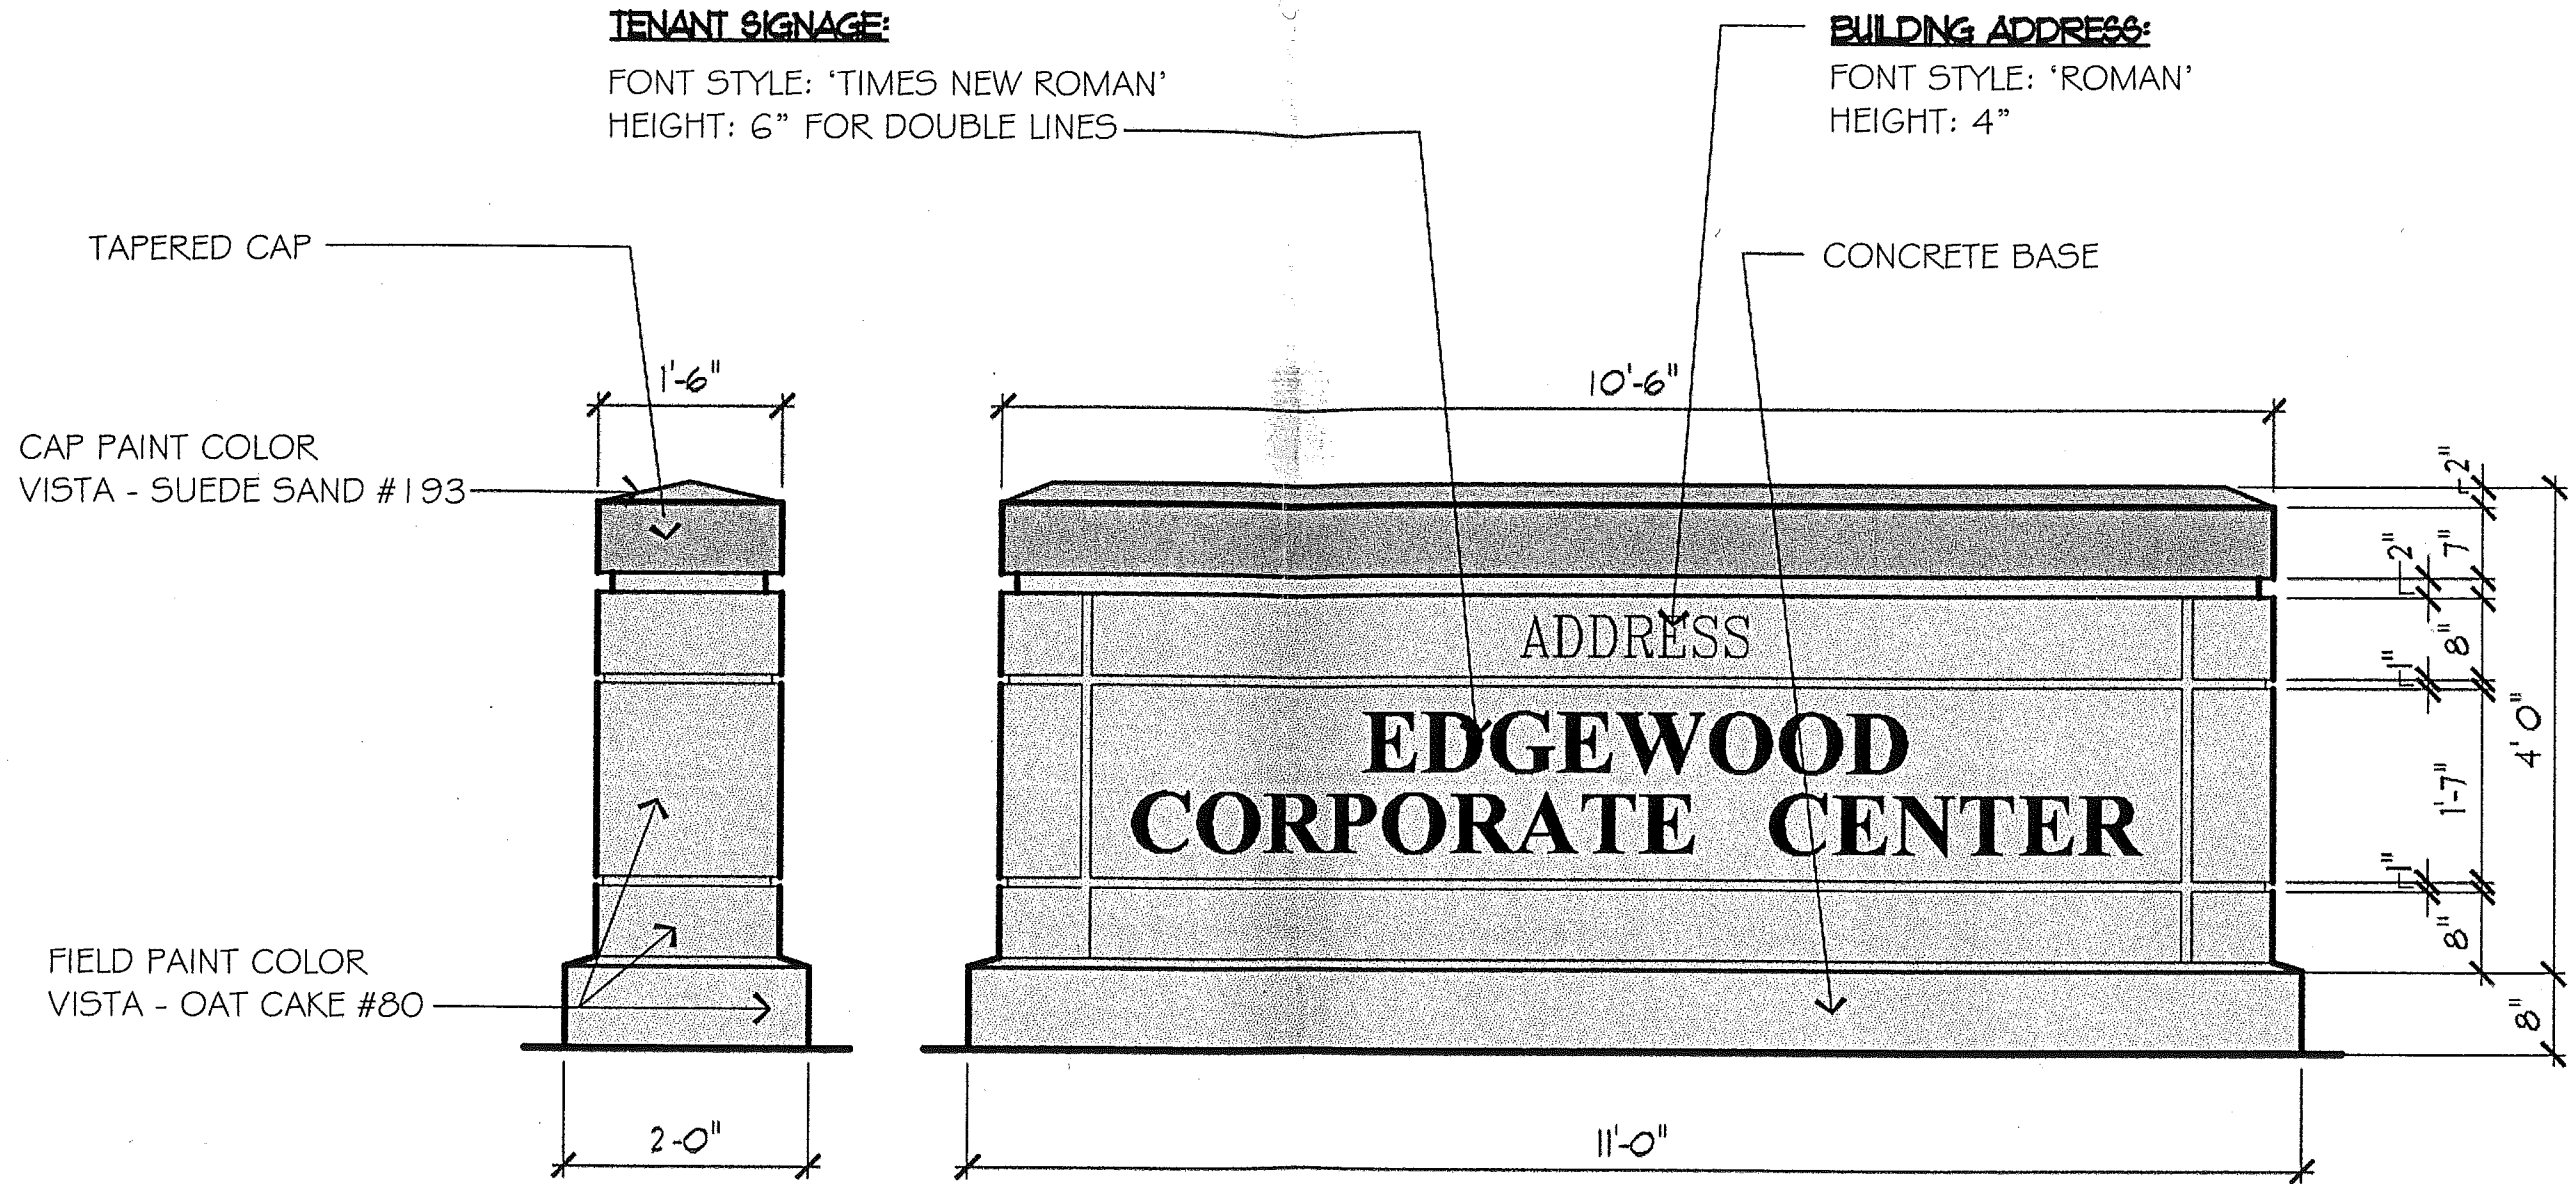 TENANT SIGNAGE:
FONT STYLE: ‘TIMES NEW ROMAN’
HEIGHT: 6” FOR DOUBLE LINES
BUILDING ADDRESS:
FONT STYLE: ‘ROMAN’
HEIGHT: 4”
TAPERED CAP
CONCRETE BASE
1'-6"
10'-6"
CAP PAINT COLOR
VISTA - SUEDE SAND #193
2"
7"
2"
8"
1"
4' 0"
1'-7"
1"
8"
8"
ADDRESS
EDGEWOOD
CORPORATE CENTER
FIELD PAINT COLOR
VISTA - OAT CAKE #80
2-0"
11'-0"